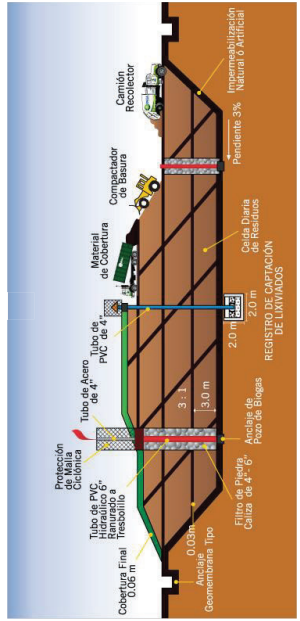 Protección
de Malla
Ciclónica
Tubo de Acero
de 4"
Tubo de PVC
Hidraúlico 6"
Ranurado a
Tresbolillo
Cobertura Final
0.06 m
Tubo de
PVC de 4"
Material
de Cobertura
Compactador
de Basura
Camión
Recolector
0.03m
3 : 1
3.0 m
Anclaje
Geomembrana Tipo
Filtro de Piedra
Caliza de 4"- 6"
Anclaje de
Pozo de Biogas
2.0 m
2.0 m
REGISTRO DE CAPTACIÓN
DE LIXIVIADOS
Celda Diaria
de Residuos
Pendiente 3%
Impermeabilización
Natural ó Artificial